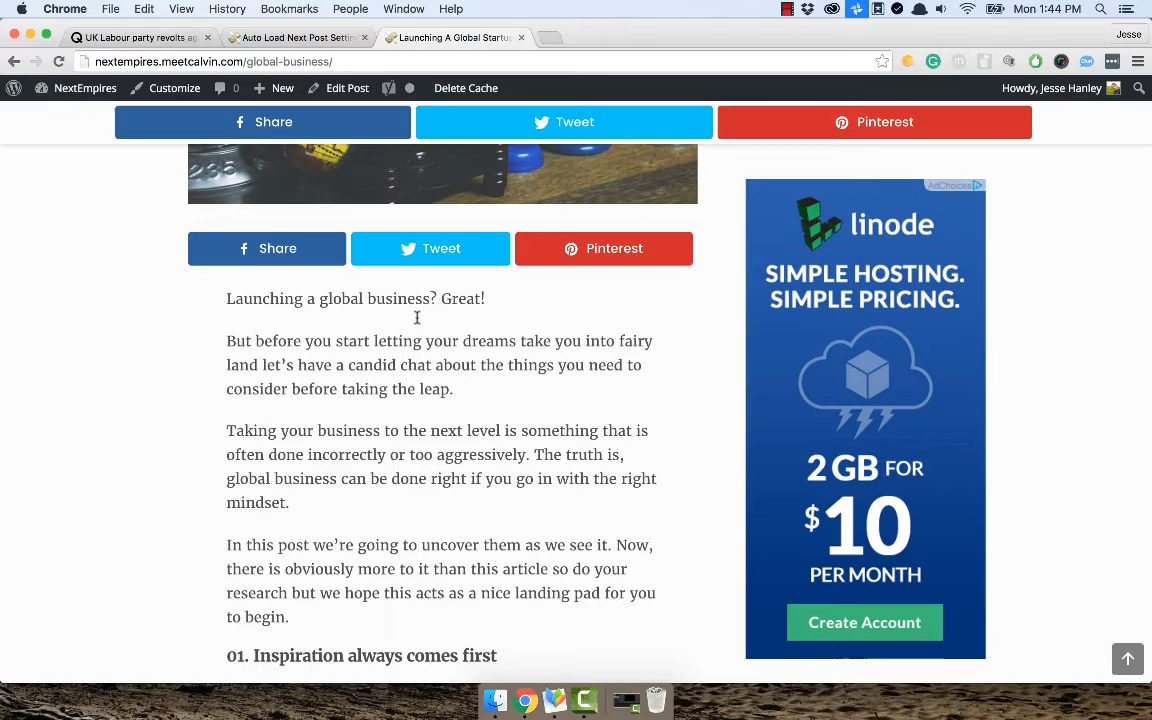 Chrome File Edit View History Bookmarks People Window Help Mon 1:44 PM
UK Labour party revolts ag
Auto Load Next Post Settin
Launching A Global Startu
Jesse
nextempires.meetcalvin.com/global-business/
NextEmpires Customize 0 New Edit Post Delete Cache Howdy, Jesse Hanley
Share Tweet Pinterest
235
Share Tweet Pinterest
Launching a global business? Great!
But before you start letting your dreams take you into fairy
land let’s have a candid chat about the things you need to
consider before taking the leap.
Taking your business to the next level is something that is
often done incorrectly or too aggressively. The truth is,
global business can be done right if you go in with the right
mindset.
In this post we’re going to uncover them as we see it. Now,
there is obviously more to it than this article so do your
research but we hope this acts as a nice landing pad for you
to begin.
01. Inspiration always comes first
AdChoices
linode
SIMPLE HOSTING.
SIMPLE PRICING.
2 GB FOR
$10
PER MONTH
Create Account